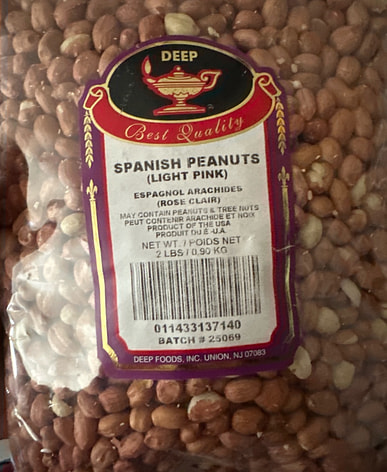 DEEP
Best Quality
SPANISH PEANUTS
(LIGHT PINK)
ESPAGNOL ARACHIDES
(ROSE CLAIR)
MAY CONTAIN PEANUTS & TREE NUTS
PEUT CONTENIR ARACHIDE ET NOIX
PRODUCT OF THE USA
PRODUIT DU É.-U.A.
NET WT. / POIDS NET
2 LBS / 0.90 KG
011433137140
BATCH # 25069
DEEP FOODS, INC. UNION, NJ 07083